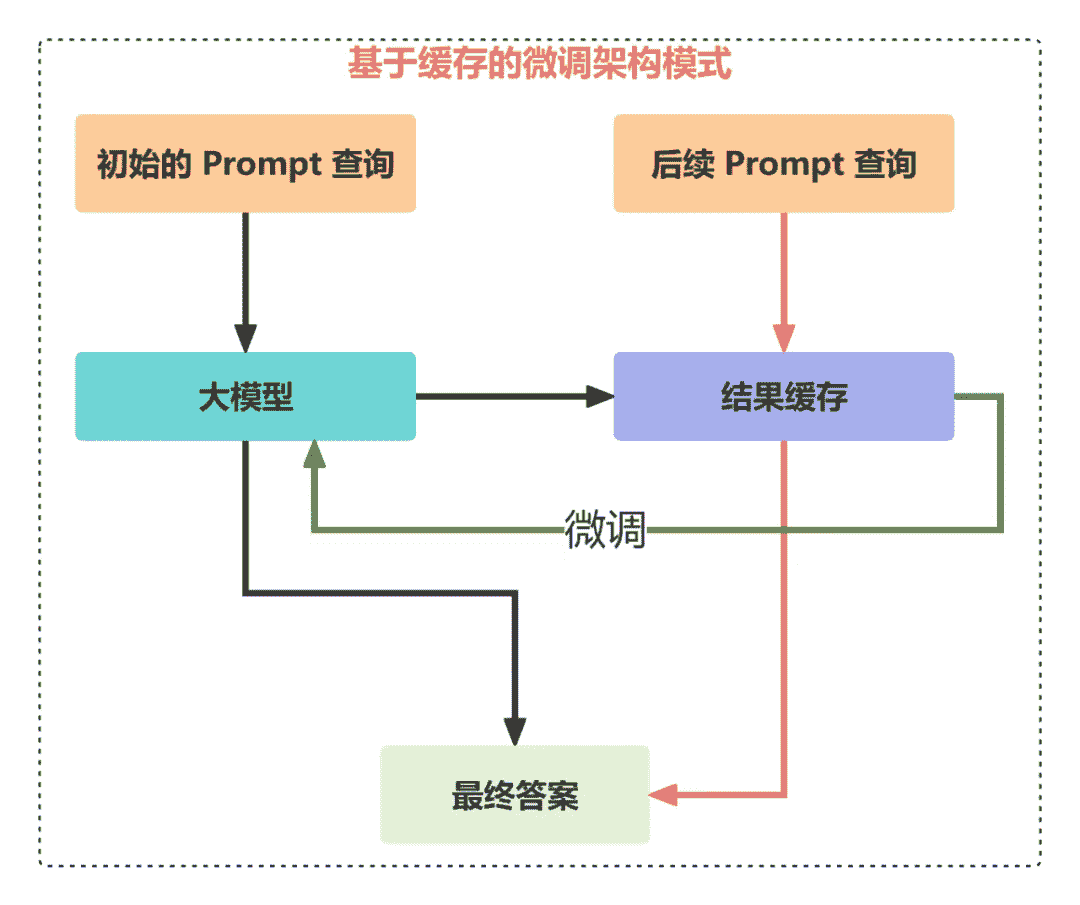 基于缓存的微调架构模式
初始的 Prompt 查询
后续 Prompt 查询
大模型
结果缓存
微调
最终答案